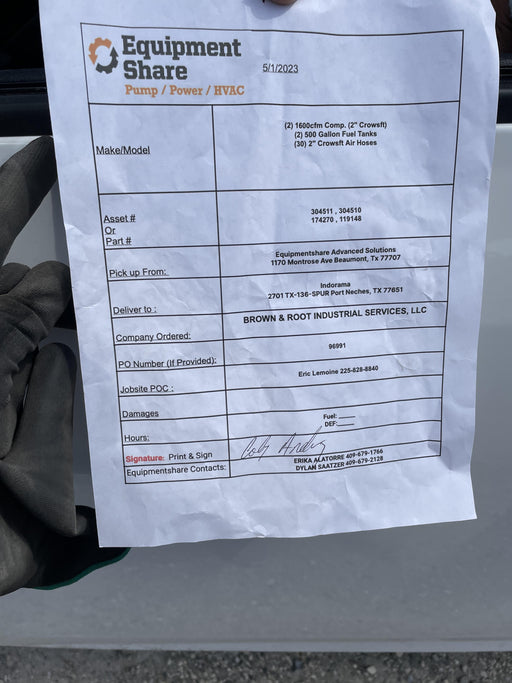 Equipment
Share
Pump / Power / HVAC
5/1/2023
Make/Model
(2) 1600cfm Comp. (2" Crowsft)
(2) 500 Gallon Fuel Tanks
(30) 2" Crowsft Air Hoses
Asset #
Or
Part #
304511 , 304510
174270 , 119148
Pick up From:
Equipmentshare Advanced Solutions
1170 Montrose Ave Beaumont, Tx 77707
Deliver to :
Indorama
2701 TX-136-SPUR Port Neches, TX 77651
Company Ordered:
BROWN & ROOT INDUSTRIAL SERVICES, LLC
PO Number (If Provided):
96991
Jobsite POC :
Eric Lemoine 225-828-8840
Damages
Hours:
Fuel: ____
DEF:____
Signature: Print & Sign
Equipmentshare Contacts:
ERIKA ALATORRE 409-679-1766
DYLAM SAATZER 409-679-2128